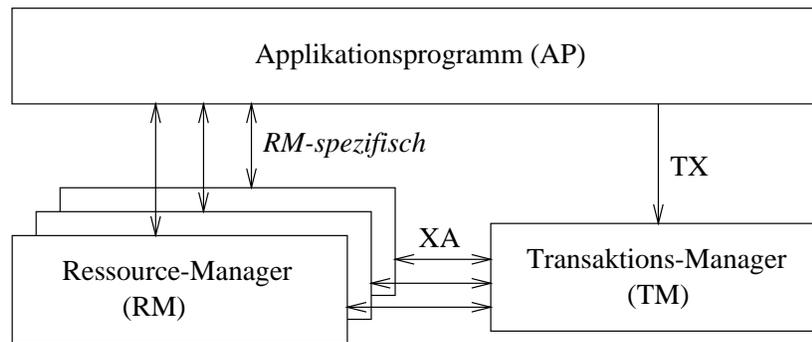 Applikationsprogramm (AP)
RM-spezifisch
TX
XA
Ressource-Manager
(RM)
Transaktions-Manager
(TM)